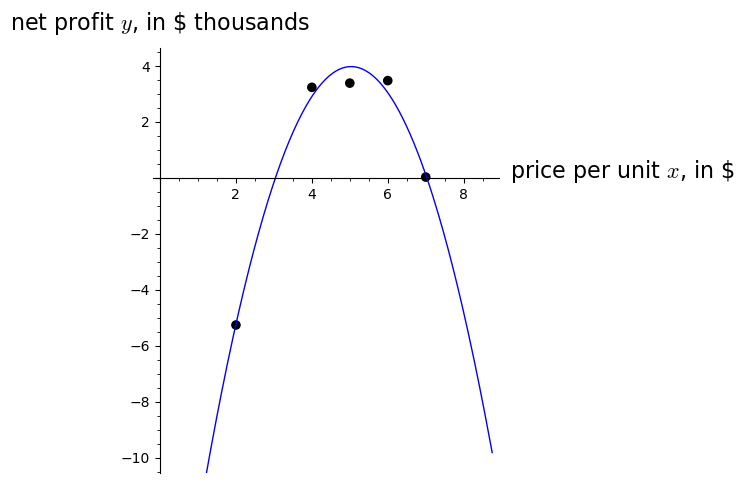 net profit y, in $ thousands
4
2
price per unit x, in $
2 4 6 8
−2
−4
−6
−8
−10